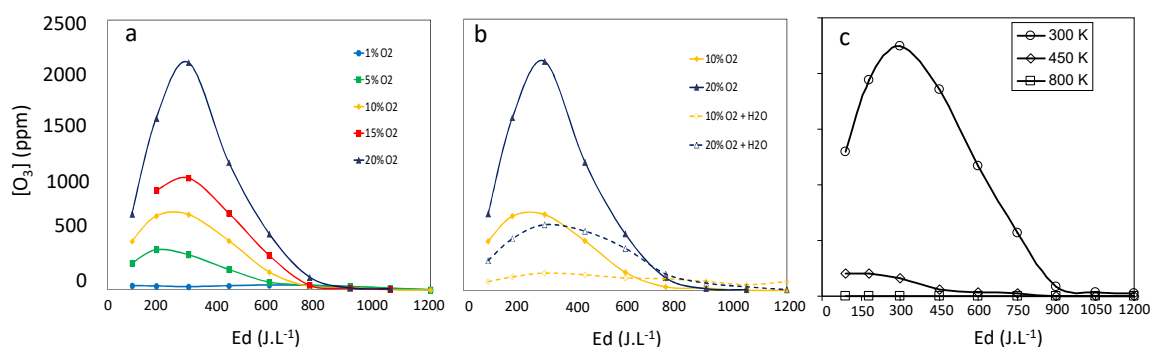 [O₃] (ppm)
2500
2000
1500
1000
500
0
a
1% O2
5% O2
10% O2
15% O2
20% O2
0 200 400 600 800 1000 1200
Ed (J.L⁻¹)
b
10% O2
20% O2
10% O2 + H2O
20% O2 + H2O
0 200 400 600 800 1000 1200
Ed (J.L⁻¹)
c
300 K
450 K
800 K
0 150 300 450 600 750 900 1050 1200
Ed (J.L⁻¹)